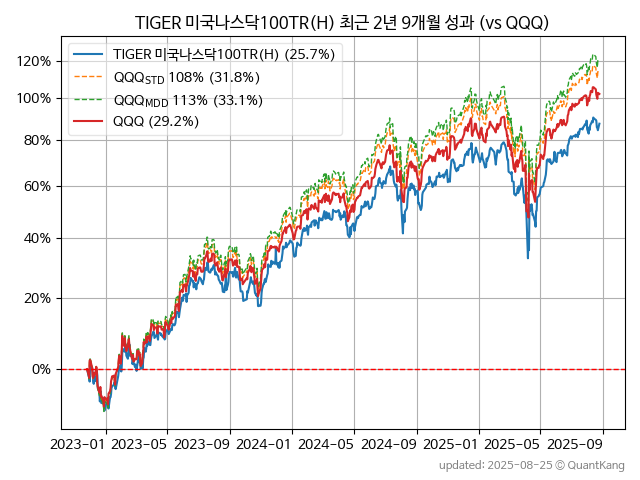 TIGER 미국나스닥100TR(H) 최근 2년 9개월 성과 (vs QQQ)
TIGER 미국나스닥100TR(H) (25.7%)
QQQSTD 108% (31.8%)
QQQMDD 113% (33.1%)
QQQ (29.2%)
120%
100%
80%
60%
40%
20%
0%
2023-01 2023-05 2023-09 2024-01 2024-05 2024-09 2025-01 2025-05 2025-09
updated: 2025-08-25 © QuantKang